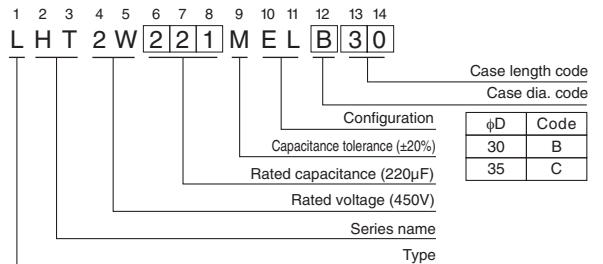 1 2 3 4 5 6 7 8 9 10 11 12 13 14
L H T 2 W 2 2 1 M E L B 3 0
Case length code
Case dia. code
Configuration
Capacitance tolerance (±20%)
Rated capacitance (220µF)
Rated voltage (450V)
Series name
Type
ϕD Code
30 B
35 C